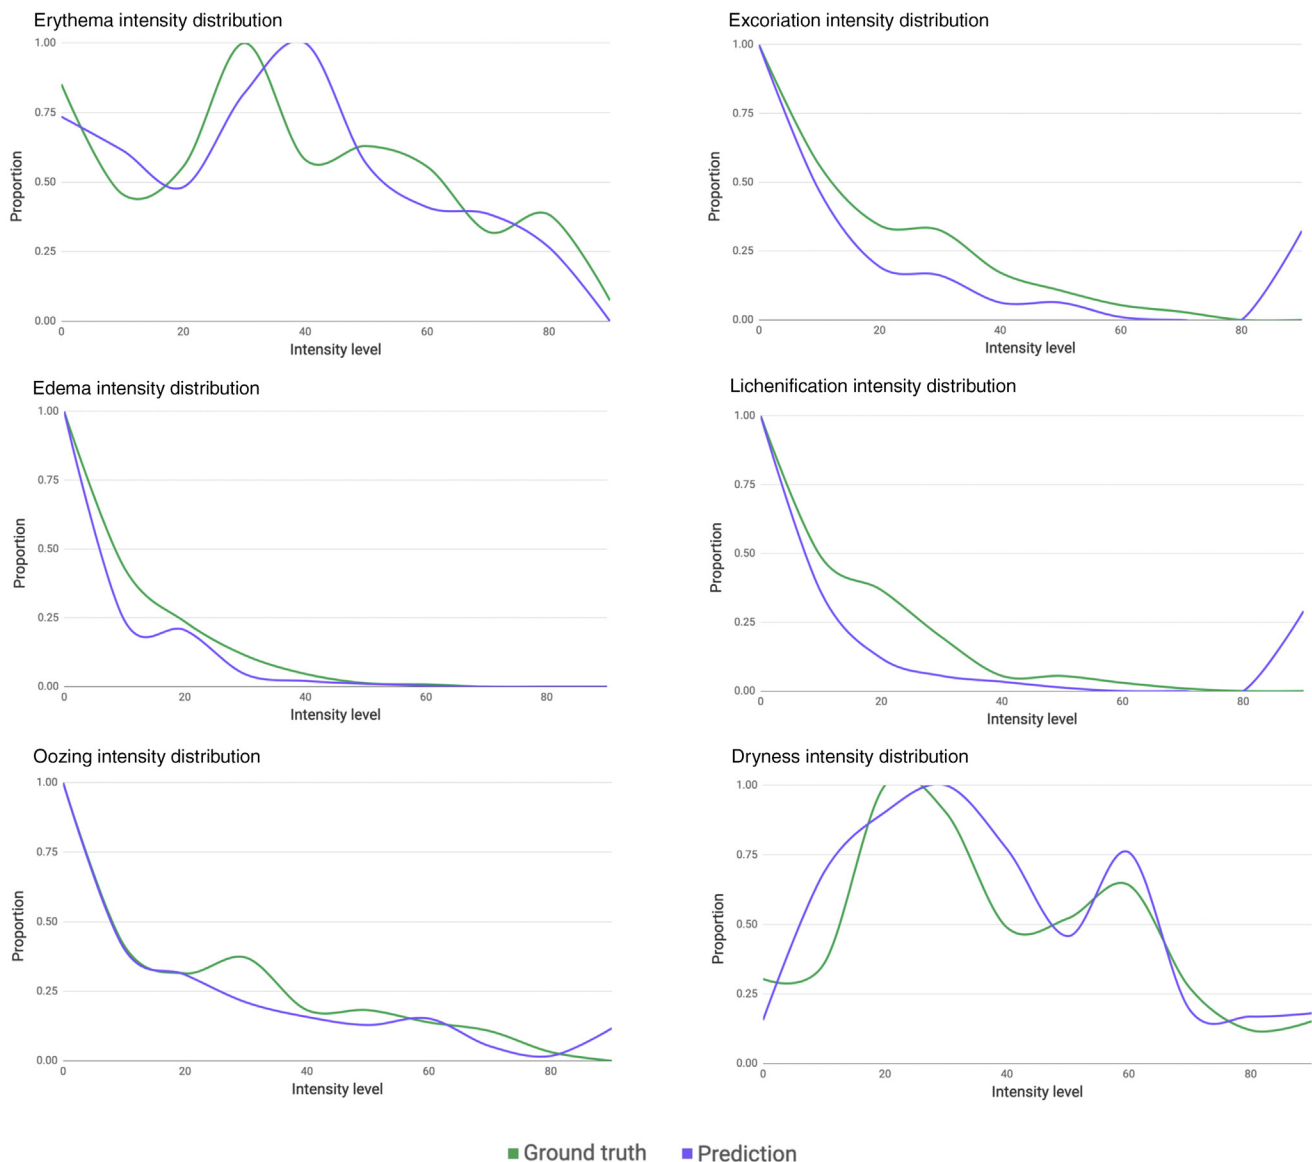 Erythema intensity distribution
1.00
0.75
0.50
0.25
0.00
Proportion
0 20 40 60 80
Intensity level
Excoriation intensity distribution
1.00
0.75
0.50
0.25
0.00
Proportion
0 20 40 60 80
Intensity level
Edema intensity distribution
1.00
0.75
0.50
0.25
0.00
Proportion
0 20 40 60 80
Intensity level
Lichenification intensity distribution
1.00
0.75
0.50
0.25
0.00
Proportion
0 20 40 60 80
Intensity level
Oozing intensity distribution
1.00
0.75
0.50
0.25
0.00
Proportion
0 20 40 60 80
Intensity level
Dryness intensity distribution
1.00
0.75
0.50
0.25
0.00
Proportion
0 20 40 60 80
Intensity level
Ground truth Prediction